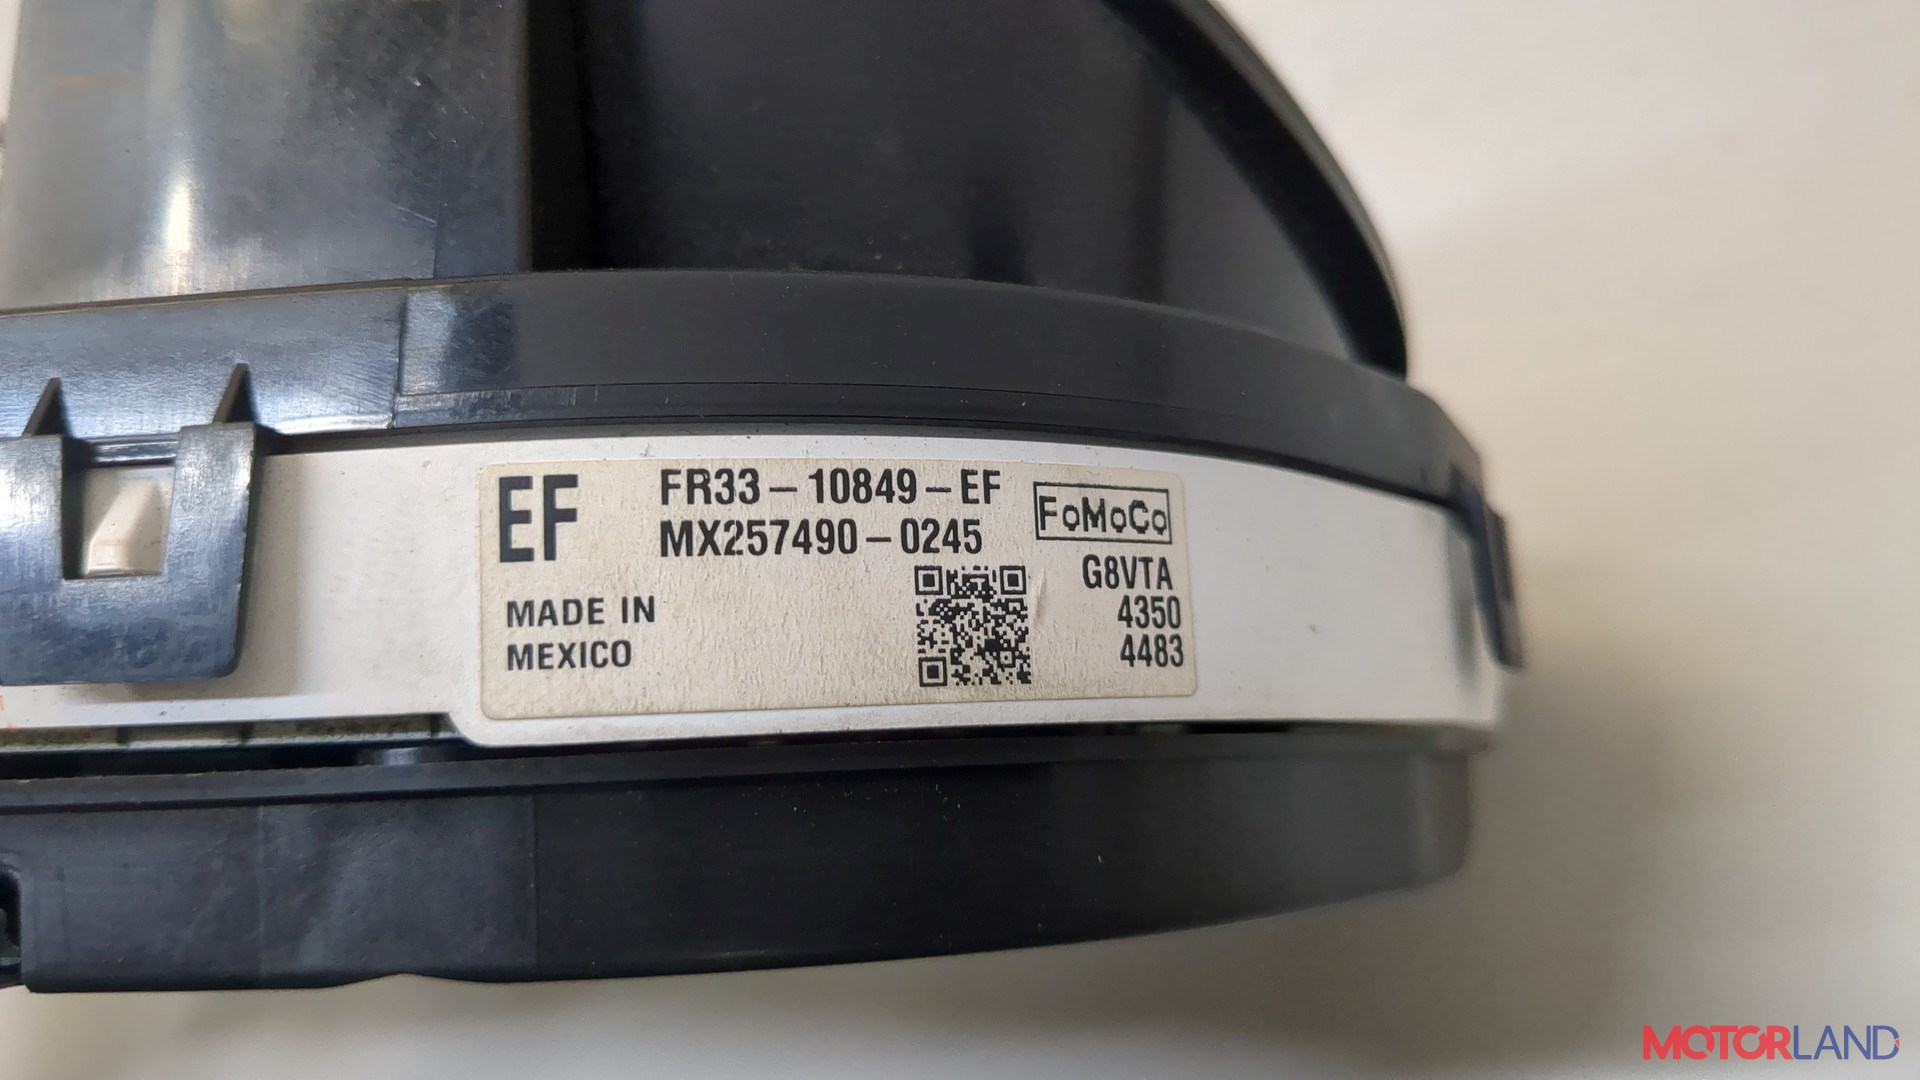 EF
FR33-10849-EF
MX257490-0245
FoMoCo
MADE IN
MEXICO
G8VTA
4350
4483
MOTORLAND